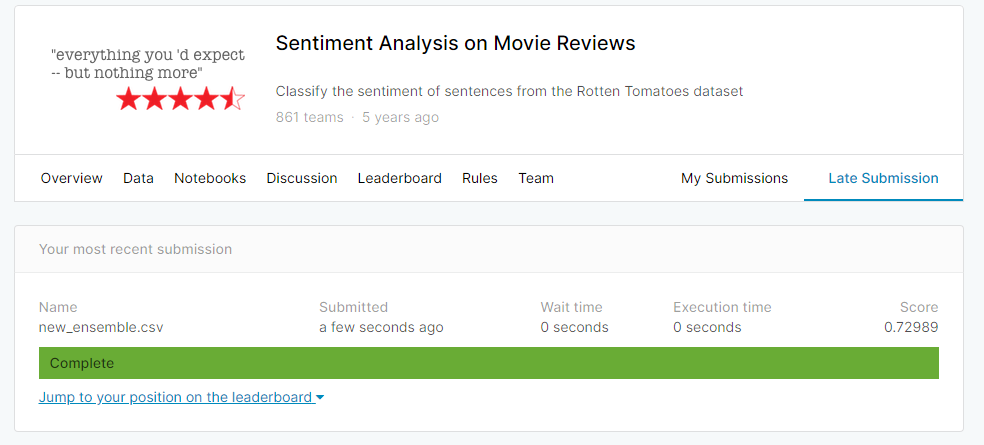 "everything you 'd expect
-- but nothing more"
Sentiment Analysis on Movie Reviews
Classify the sentiment of sentences from the Rotten Tomatoes dataset
861 teams · 5 years ago
Overview Data Notebooks Discussion Leaderboard Rules Team My Submissions Late Submission
Your most recent submission
Name Submitted Wait time Execution time Score
new_ensemble.csv a few seconds ago 0 seconds 0 seconds 0.72989
Complete
Jump to your position on the leaderboard